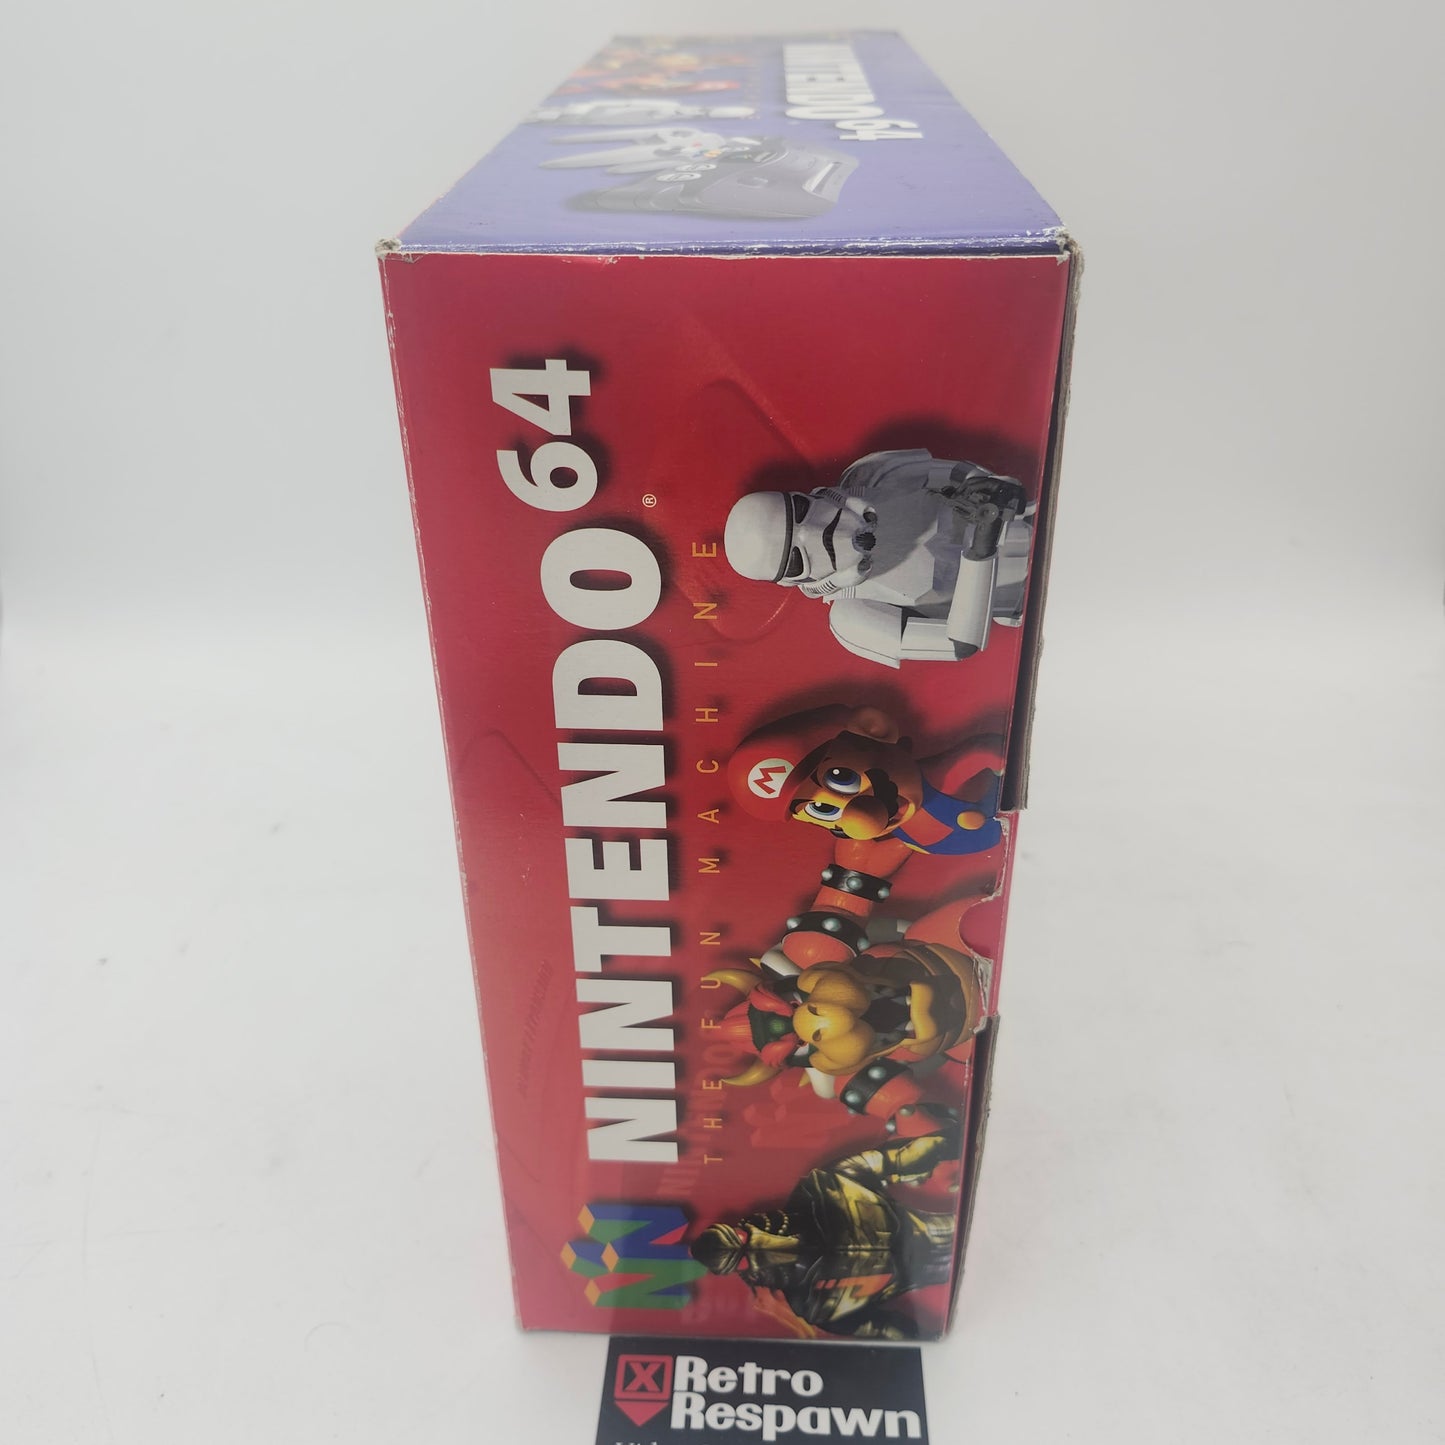 NINTENDO 64
NINTENDO 64
®
THE FUN MACHINE
M
X Retro
Respawn